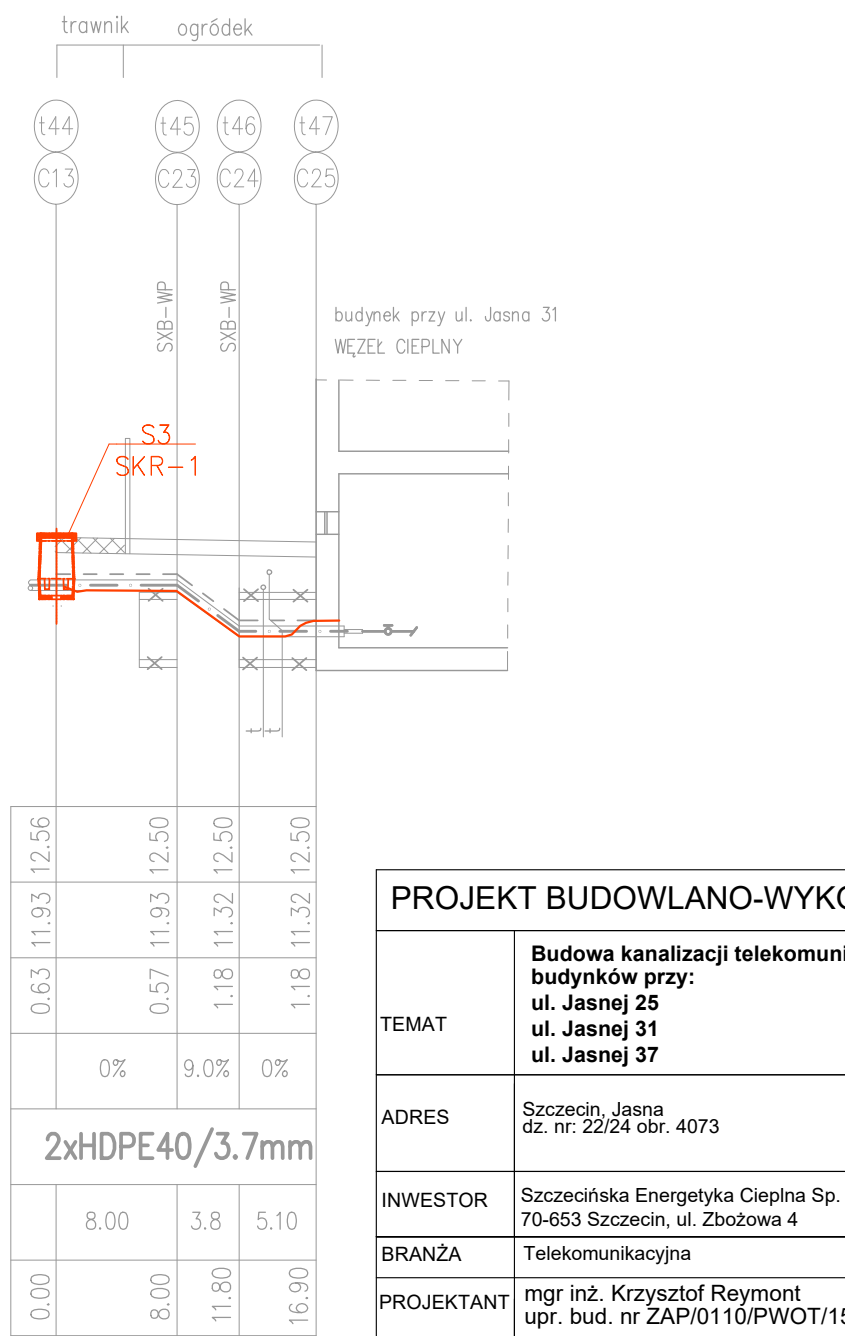 trawnik ogródek
t44 t45 t46 t47
C13 C23 C24 C25
SXB-WP SXB-WP
budynek przy ul. Jasna 31
WĘZEŁ CIEPLNY
S3
SKR-1
t t
12.56 12.50 12.50 12.50
11.93 11.93 11.32 11.32
0.63 0.57 1.18 1.18
0% 9.0% 0%
2xHDPE40/3.7mm
8.00 3.8 5.10
0.00 8.00 11.80 16.90
PROJEKT BUDOWLANO-WYKO
TEMAT
Budowa kanalizacji telekomuni
budynków przy:
ul. Jasnej 25
ul. Jasnej 31
ul. Jasnej 37
ADRES
Szczecin, Jasna
dz. nr: 22/24 obr. 4073
INWESTOR
Szczecińska Energetyka Cieplna Sp.
70-653 Szczecin, ul. Zbożowa 4
BRANŻA
Telekomunikacyjna
PROJEKTANT
mgr inż. Krzysztof Reymont
upr. bud. nr ZAP/0110/PWOT/15